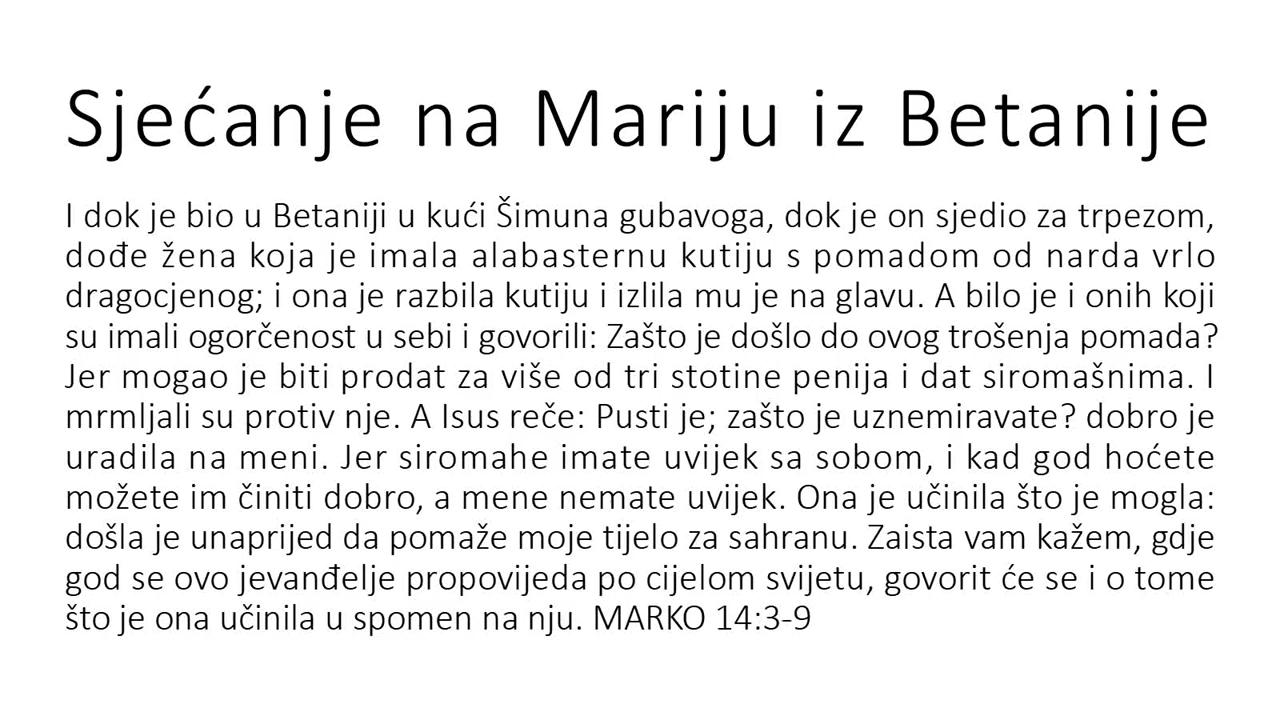 Sjećanje na Mariju iz Betanije
I dok je bio u Betaniji u kući Šimuna gubavoga, dok je on sjedio za trpezom,
dođe žena koja je imala alabasternu kutiju s pomadom od narda vrlo
dragocjenog; i ona je razbila kutiju i izlila mu je na glavu. A bilo je i onih koji
su imali ogorčenost u sebi i govorili: Zašto je došlo do ovog trošenja pomada?
Jer mogao je biti prodat za više od tri stotine penija i dat siromašnima. I
mrmljali su protiv nje. A Isus reče: Pusti je; zašto je uznemiravate? dobro je
uradila na meni. Jer siromahe imate uvijek sa sobom, i kad god hoćete
možete im činiti dobro, a mene nemate uvijek. Ona je učinila što je mogla:
došla je unaprijed da pomaže moje tijelo za sahranu. Zaista vam kažem, gdje
god se ovo jevanđelje propovijeda po cijelom svijetu, govorit će se i o tome
što je ona učinila u spomen na nju. MARKO 14:3-9